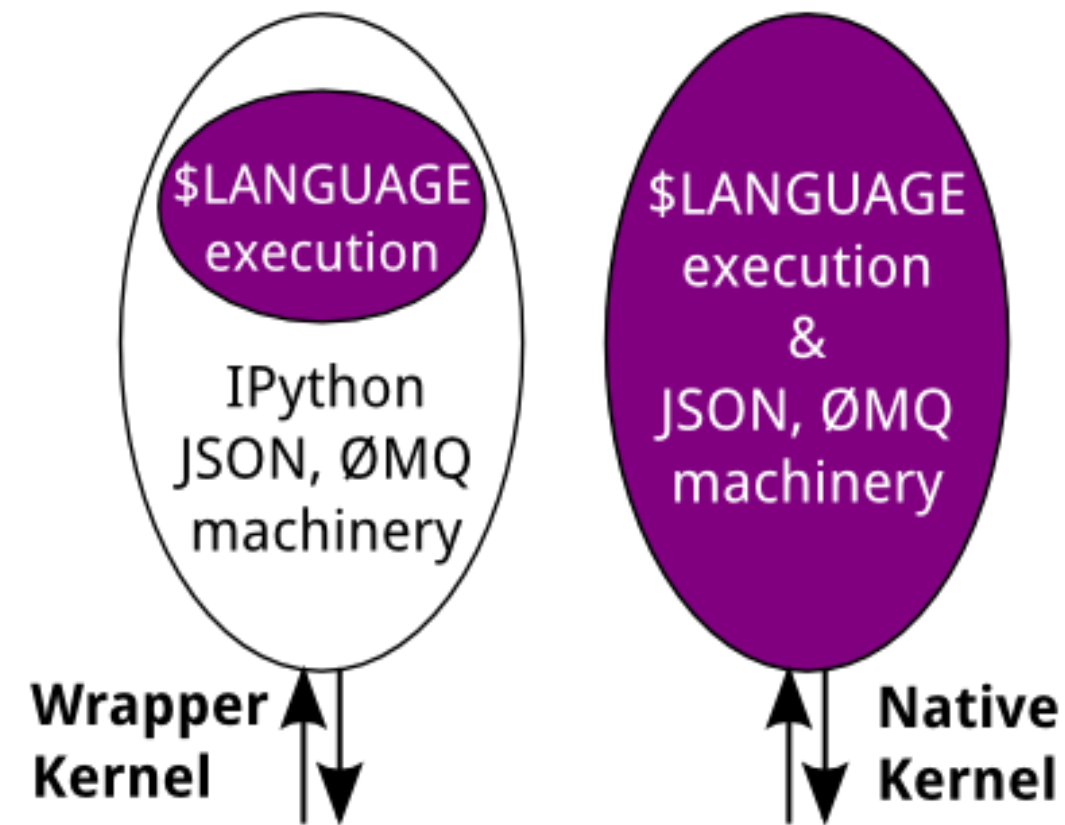 $LANGUAGE
execution
IPython
JSON, ØMQ
machinery
Wrapper
Kernel
$LANGUAGE
execution
&
JSON, ØMQ
machinery
Native
Kernel